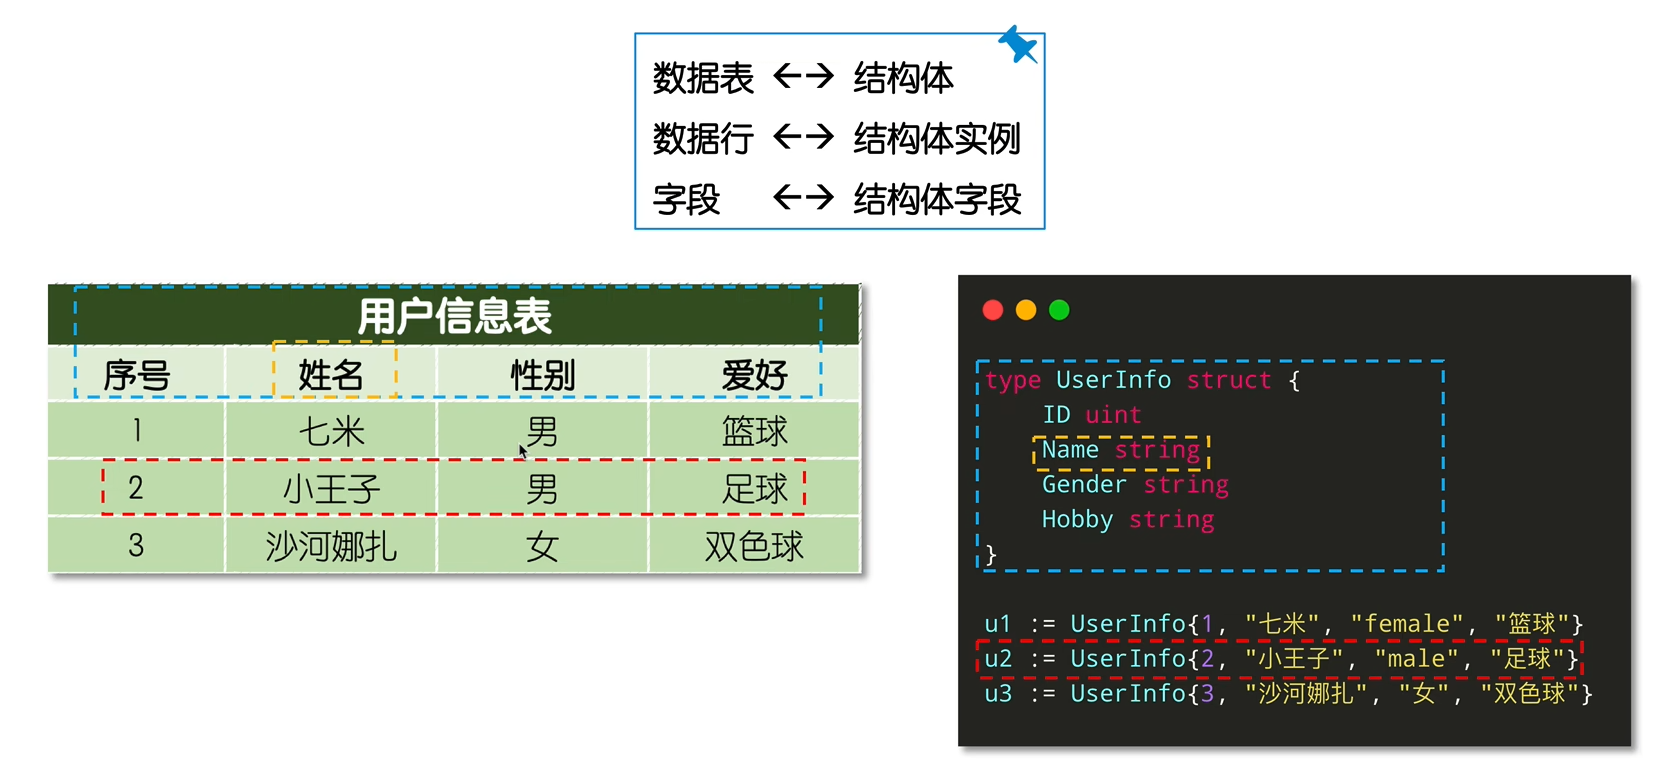 数据表 ←→ 结构体
数据行 ←→ 结构体实例
字段 ←→ 结构体字段
用户信息表
序号 姓名 性别 爱好
1 七米 男 篮球
2 小王子 男 足球
3 沙河娜扎 女 双色球
type UserInfo struct {
ID uint
Name string
Gender string
Hobby string
}
u1 := UserInfo{1, "七米", "female", "篮球"}
u2 := UserInfo{2, "小王子", "male", "足球"}
u3 := UserInfo{3, "沙河娜扎", "女", "双色球"}